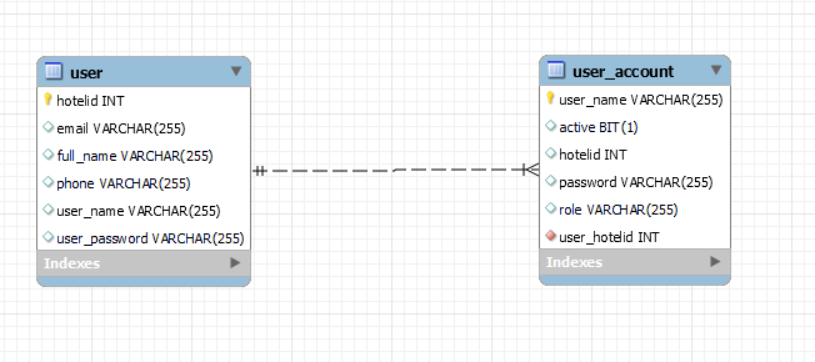 user
hotelid INT
email VARCHAR(255)
full_name VARCHAR(255)
phone VARCHAR(255)
user_name VARCHAR(255)
user_password VARCHAR(255)
Indexes
user_account
user_name VARCHAR(255)
active BIT(1)
hotelid INT
password VARCHAR(255)
role VARCHAR(255)
user_hotelid INT
Indexes